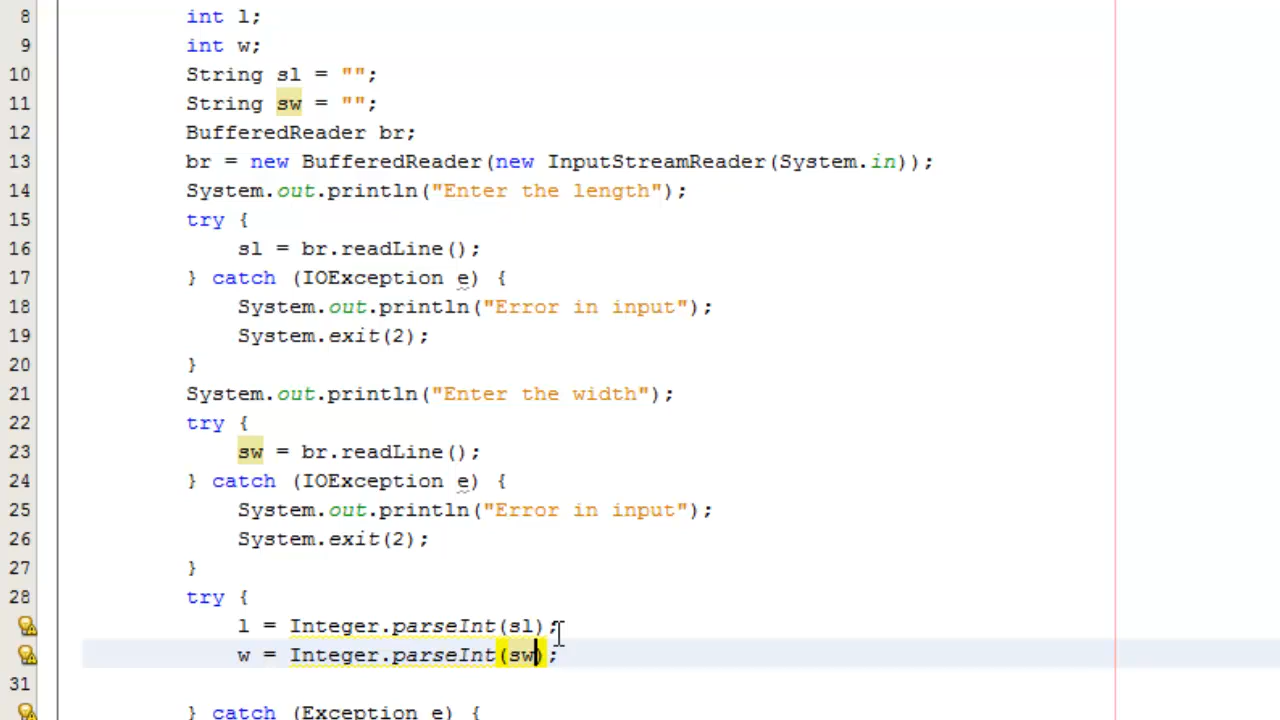 8 int l;
9 int w;
10 String sl = "";
11 String sw = "";
12 BufferedReader br;
13 br = new BufferedReader(new InputStreamReader(System.in));
14 System.out.println("Enter the length");
15 try {
16 sl = br.readLine();
17 } catch (IOException e) {
18 System.out.println("Error in input");
19 System.exit(2);
20 }
21 System.out.println("Enter the width");
22 try {
23 sw = br.readLine();
24 } catch (IOException e) {
25 System.out.println("Error in input");
26 System.exit(2);
27 }
28 try {
l = Integer.parseInt(sl);
w = Integer.parseInt(sw);
31
} catch (Exception e) {